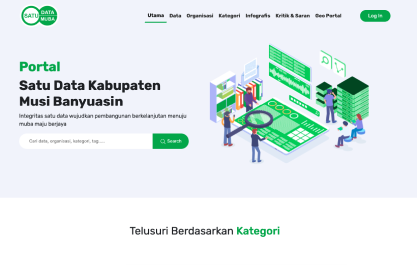 SATU DATA
MUBA
Utama Data Organisasi Kategori Infografis Kritik & Saran Geo Portal Log In
Portal
Satu Data Kabupaten
Musi Banyuasin
Integritas satu data wujudkan pembangunan berkelanjutan menuju
muba maju berjaya
Cari data, organisasi, kategori, tag..... Search
Telusuri Berdasarkan Kategori